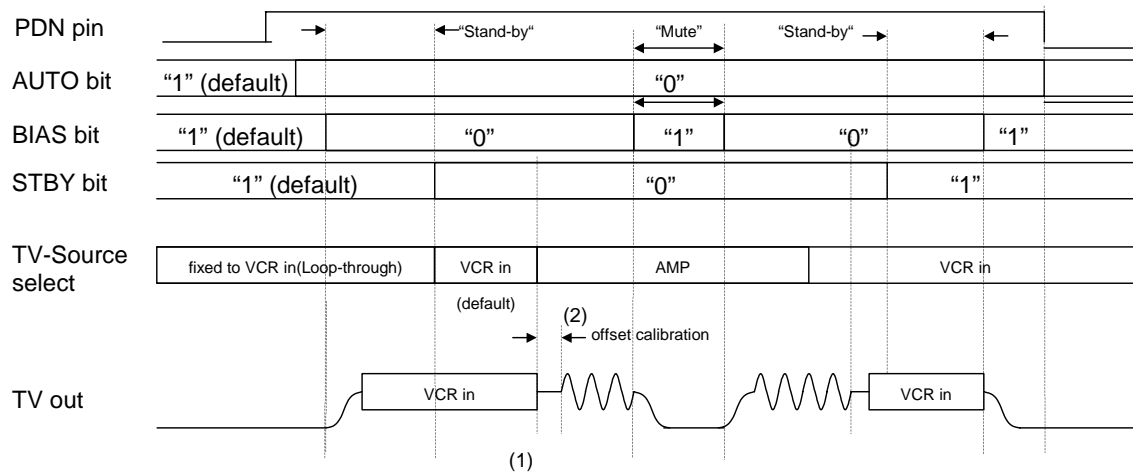 PDN pin
“Stand-by“
“Mute”
“Stand-by“
AUTO bit
“1” (default)
“0”
BIAS bit
“1” (default)
“0”
“1”
“0”
“1”
STBY bit
“1” (default)
“0”
“1”
TV-Source
select
fixed to VCR in(Loop-through)
VCR in
AMP
VCR in
(default)
(2)
offset calibration
TV out
VCR in
VCR in
(1)